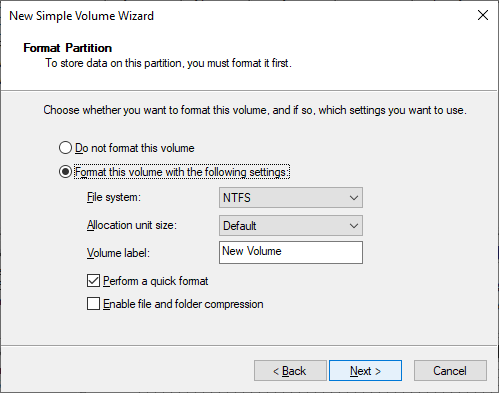 New Simple Volume Wizard
Format Partition
To store data on this partition, you must format it first.
Choose whether you want to format this volume, and if so, which settings you want to use.
Do not format this volume
Format this volume with the following settings:
File system: NTFS
Allocation unit size: Default
Volume label: New Volume
Perform a quick format
Enable file and folder compression
< Back Next > Cancel